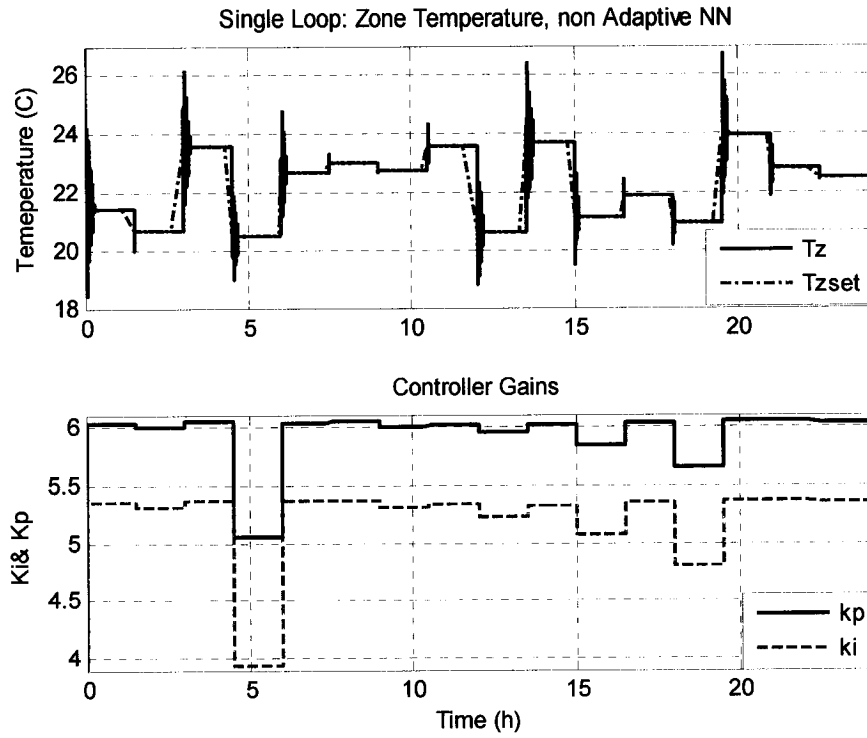 Single Loop: Zone Temperature, non Adaptive NN
Temeperature (C)
26
24
22
20
18
0
5
10
15
20
Tz
Tzset
Controller Gains
Ki& Kp
6
5.5
5
4.5
4
0
5
10
15
20
kp
ki
Time (h)